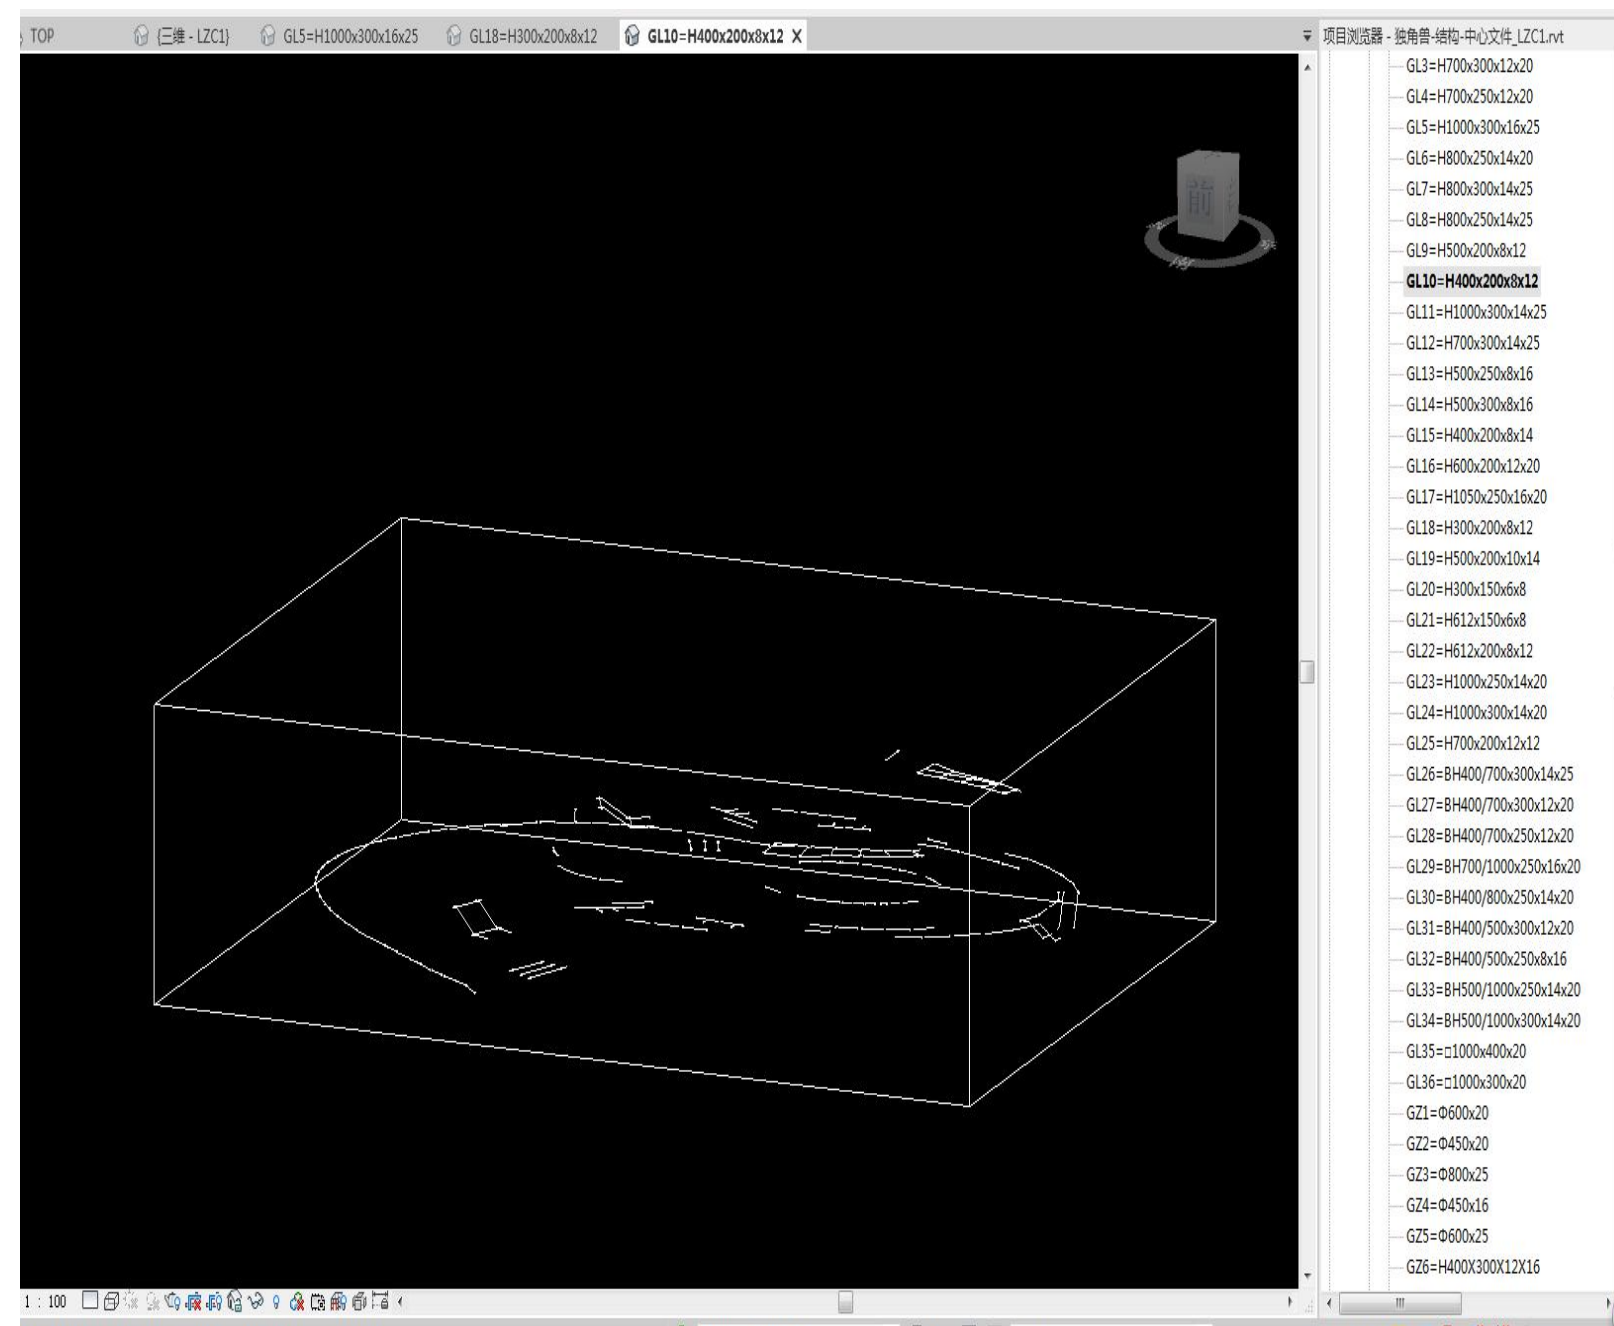 TOP
{三维 - LZC1}
GL5=H1000x300x16x25
GL18=H300x200x8x12
GL10=H400x200x8x12
项目浏览器 - 独角兽-结构-中心文件_LZC1.rvt
GL3=H700x300x12x20
GL4=H700x250x12x20
GL5=H1000x300x16x25
GL6=H800x250x14x20
GL7=H800x300x14x25
GL8=H800x250x14x25
GL9=H500x200x8x12
GL10=H400x200x8x12
GL11=H1000x300x14x25
GL12=H700x300x14x25
GL13=H500x250x8x16
GL14=H500x300x8x16
GL15=H400x200x8x14
GL16=H600x200x12x20
GL17=H1050x250x16x20
GL18=H300x200x8x12
GL19=H500x200x10x14
GL20=H300x150x6x8
GL21=H612x150x6x8
GL22=H612x200x8x12
GL23=H1000x250x14x20
GL24=H1000x300x14x20
GL25=H700x200x12x12
GL26=BH400/700x300x14x25
GL27=BH400/700x300x12x20
GL28=BH400/700x250x12x20
GL29=BH700/1000x250x16x20
GL30=BH400/800x250x14x20
GL31=BH400/500x300x12x20
GL32=BH400/500x250x8x16
GL33=BH500/1000x250x14x20
GL34=BH500/1000x300x14x20
GL35=□1000x400x20
GL36=□1000x300x20
GZ1=Φ600x20
GZ2=Φ450x20
GZ3=Φ800x25
GZ4=Φ450x16
GZ5=Φ600x25
GZ6=H400X300X12X16
前
1 : 100